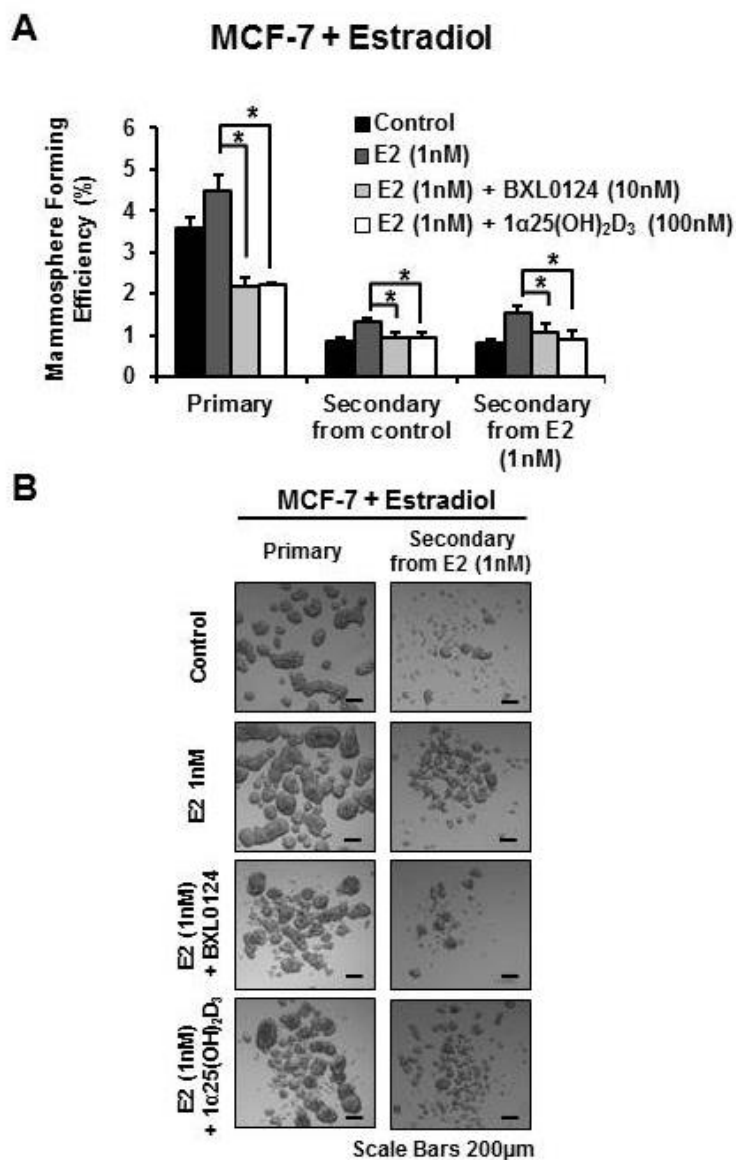 A
MCF-7 + Estradiol
Mammosphere Forming
Efficiency (%)
6
5
4
3
2
1
0
*
*
*
*
*
*
Control
E2 (1nM)
E2 (1nM) + BXL0124 (10nM)
E2 (1nM) + 1α25(OH)₂D₃ (100nM)
Primary
Secondary
from control
Secondary
from E2
(1nM)
B
MCF-7 + Estradiol
Primary
Secondary
from E2 (1nM)
Control
E2 1nM
E2 (1nM)
+ BXL0124
E2 (1nM)
+ 1α25(OH)₂D₃
Scale Bars 200µm